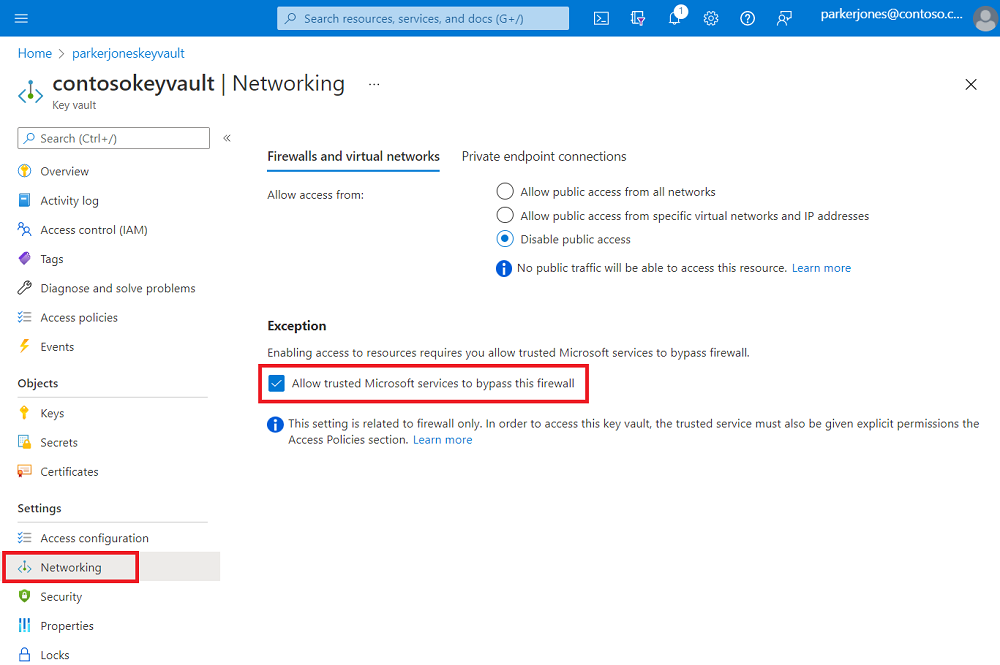 Search resources, services, and docs (G+/)
1
parkerjones@contoso.c...
Home > parkerjoneskeyvault
contosokeyvault | Networking ...
Key vault
Search (Ctrl+/)
«
Overview
Activity log
Access control (IAM)
Tags
Diagnose and solve problems
Access policies
Events
Objects
Keys
Secrets
Certificates
Settings
Access configuration
Networking
Security
Properties
Locks
Firewalls and virtual networks
Private endpoint connections
Allow access from:
Allow public access from all networks
Allow public access from specific virtual networks and IP addresses
Disable public access
No public traffic will be able to access this resource. Learn more
Exception
Enabling access to resources requires you allow trusted Microsoft services to bypass firewall.
Allow trusted Microsoft services to bypass this firewall
This setting is related to firewall only. In order to access this key vault, the trusted service must also be given explicit permissions the
Access Policies section. Learn more